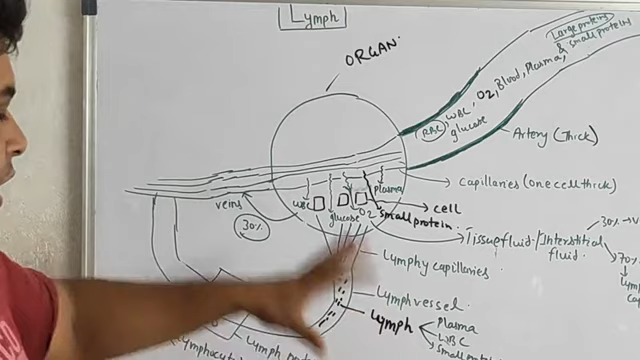 Lymph
ORGAN
Large proteins
& small protein
RBC, WBC, O2, Blood, Plasma,
glucose
Artery (Thick)
Capillaries (one cell thick)
WBC
plasma
veins
30%
glucose
O2
small protein
cell
Tissue fluid/Interstitial
fluid
30%
70%
Lymphy capillaries
Lymph vessel
Lymph
Plasma
WBC